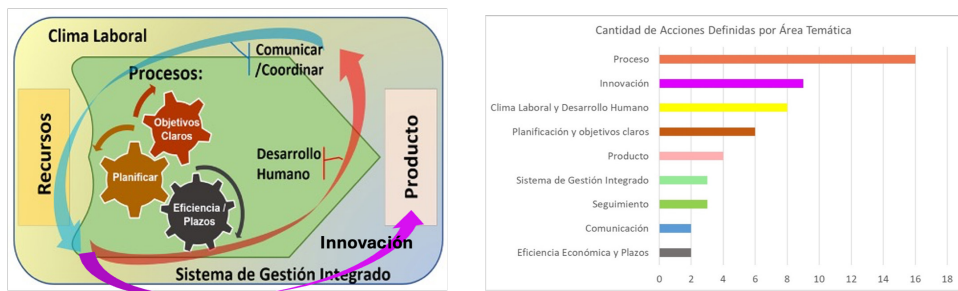 Clima Laboral
Comunicar
/Coordinar
Procesos:
Objetivos
Claros
Recursos
Planificar
Desarrollo
Humano
Producto
Eficiencia /
Plazos
Innovación
Sistema de Gestión Integrado
Cantidad de Acciones Definidas por Área Temática
Proceso
Innovación
Clima Laboral y Desarrollo Humano
Planificación y objetivos claros
Producto
Sistema de Gestión Integrado
Seguimiento
Comunicación
Eficiencia Económica y Plazos
0 2 4 6 8 10 12 14 16 18